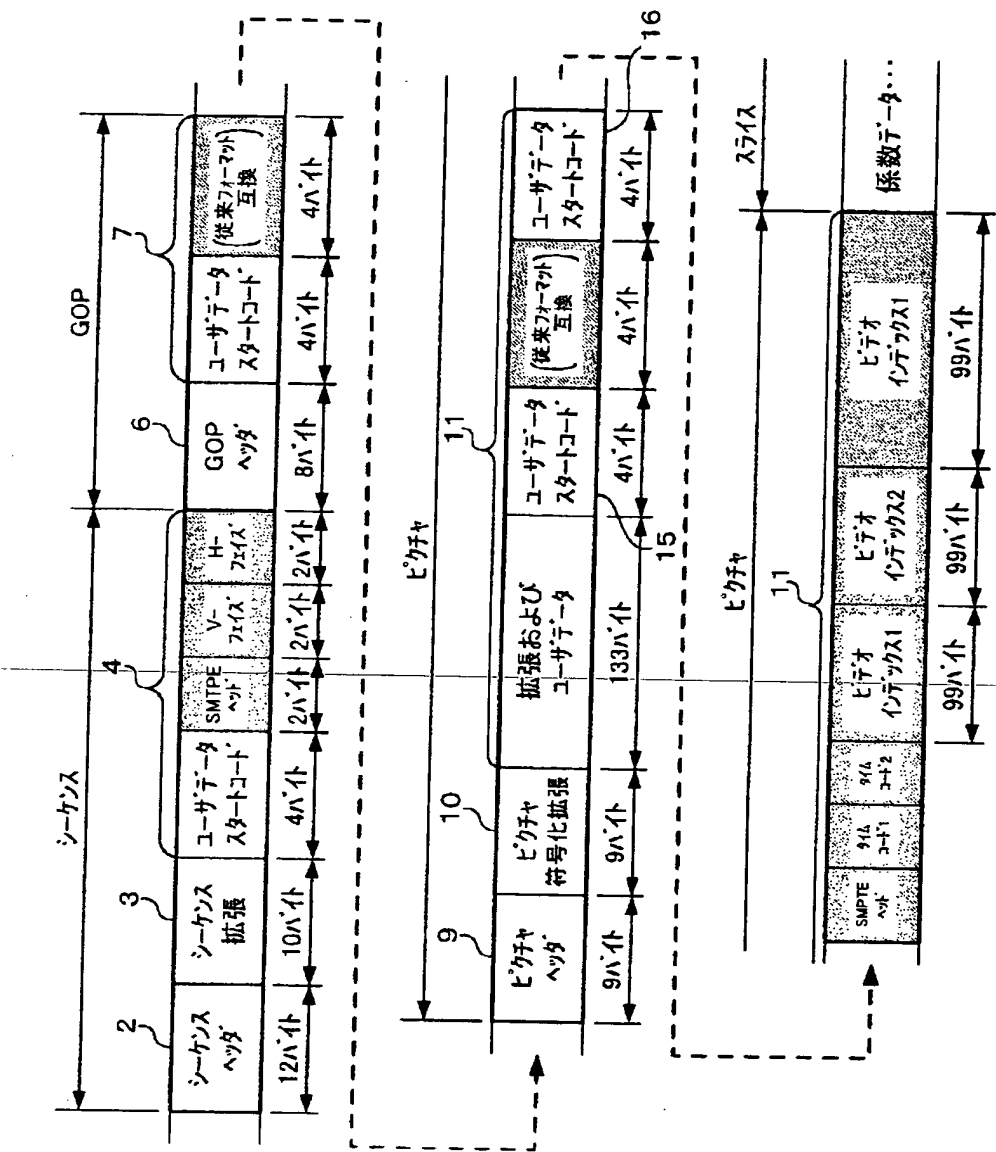 シーケンス
GOP
2
3
4
6
7
シーケンス
ヘッダ
シーケンス
拡張
ユーザデータ
スタートコード
SMTPE
ヘッド
V-
フェイズ
H-
フェイズ
GOP
ヘッダ
ユーザデータ
スタートコード
(従来フォーマット
互換)
12バイト
10バイト
4バイト
2バイト
2バイト
2バイト
8バイト
4バイト
4バイト
ピクチャ
9
10
11
ピクチャ
ヘッダ
ピクチャ
符号化拡張
拡張および
ユーザデータ
ユーザデータ
スタートコード
(従来フォーマット
互換)
ユーザデータ
スタートコード
9バイト
9バイト
133バイト
4バイト
4バイト
4バイト
15
16
ピクチャ
スライス
11
SMPTE
ヘッド
タイム
コード1
タイム
コード2
ビデオ
インデックス1
ビデオ
インデックス2
ビデオ
インデックス1
係数データ・・・
99バイト
99バイト
99バイト